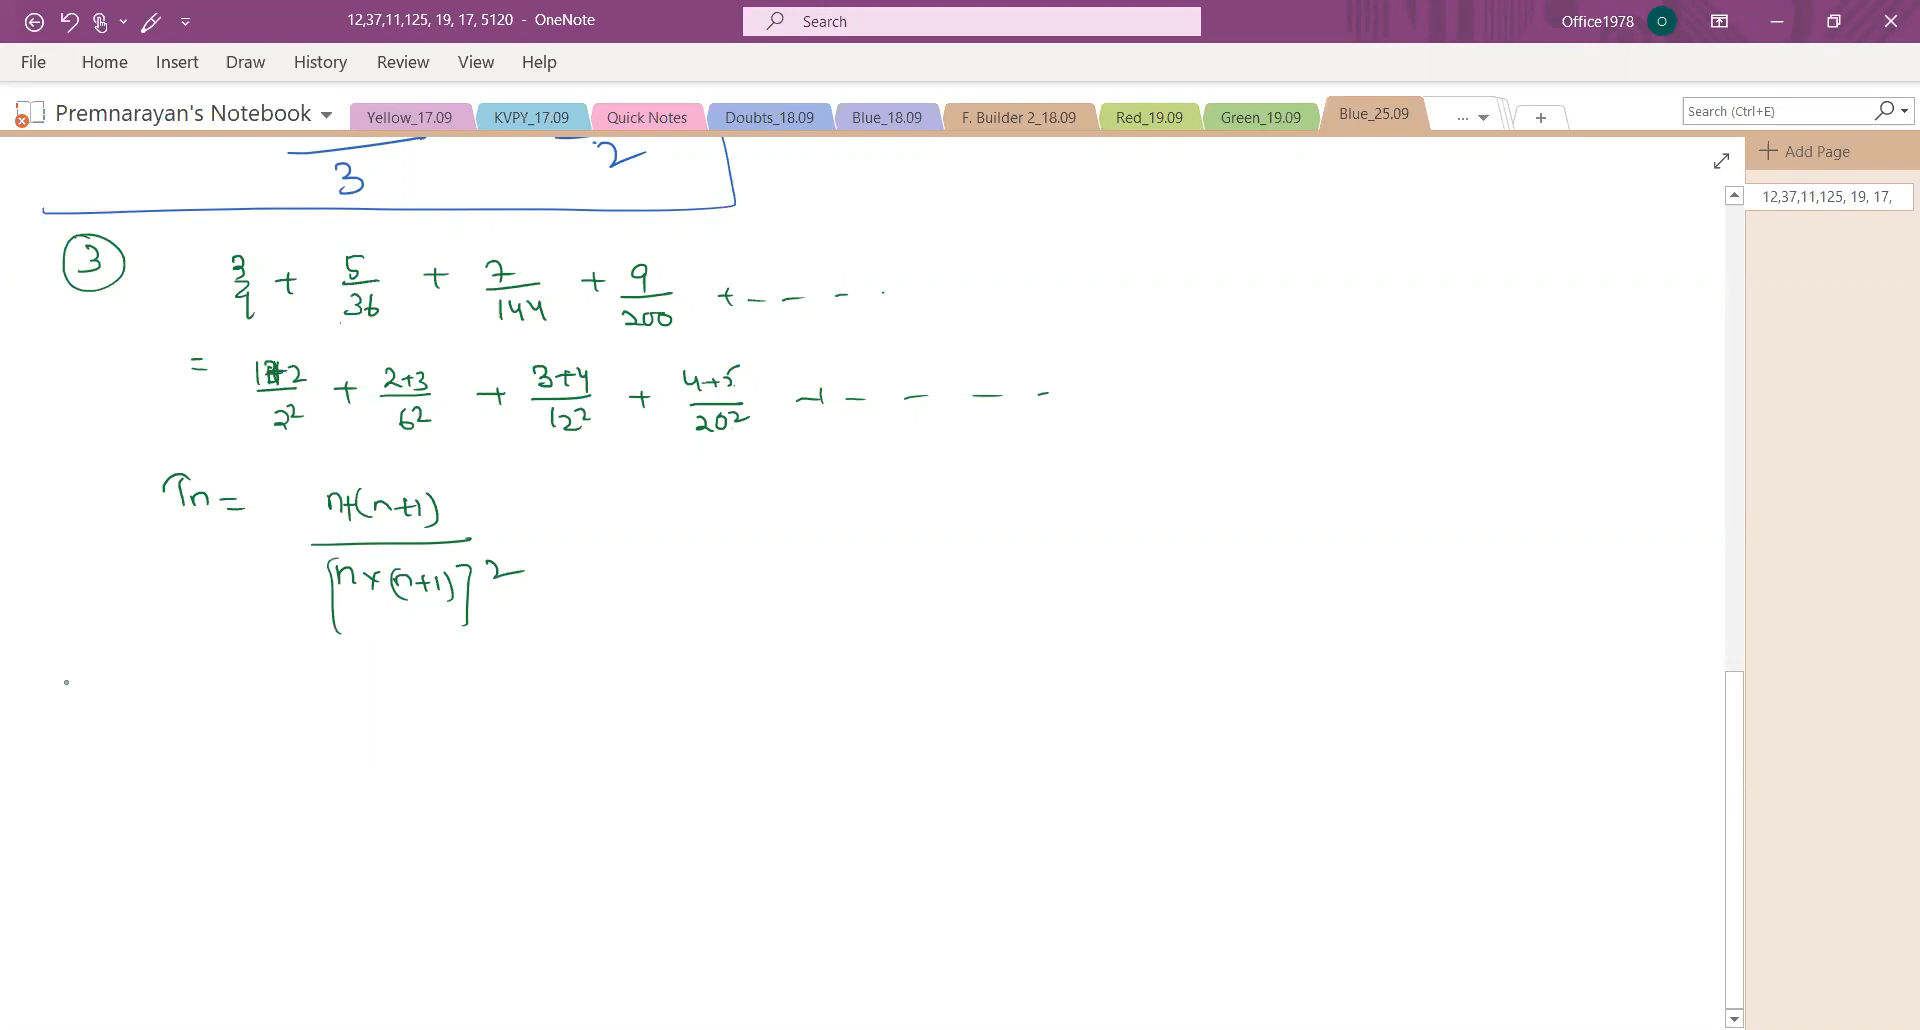 12,37,11,125, 19, 17, 5120 - OneNote
Search
Office1978
O
File Home Insert Draw History Review View Help
Premnarayan's Notebook
Yellow_17.09 KVPY_17.09 Quick Notes Doubts_18.09 Blue_18.09 F. Builder 2_18.09 Red_19.09 Green_19.09 Blue_25.09 ... +
Search (Ctrl+E)
Add Page
12,37,11,125, 19, 17,
3 2
③ 3/4 + 5/36 + 7/144 + 9/200 + - - - .
= 1+2/2² + 2+3/6² + 3+4/12² + 4+5/20² + - - - -
Tn = n+(n+1)/[n×(n+1)]²